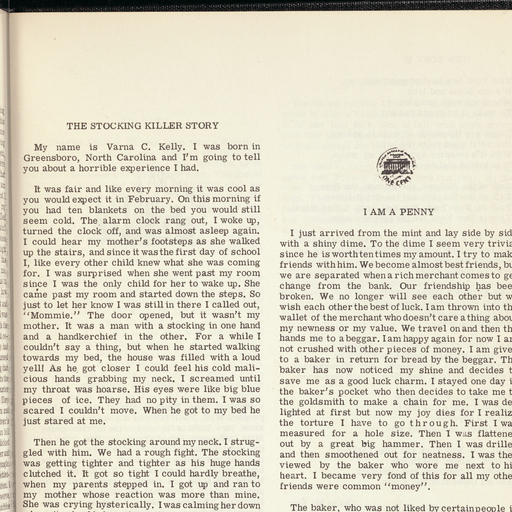 THE STOCKING KILLER STORY
My name is Varna C. Kelly. I was born in
Greensboro, North Carolina and I'm going to tell
you about a horrible experience I had.
It was fair and like every morning it was cool as
you would expect it in February. On this morning if
you had ten blankets on the bed you would still
seem cold. The alarm clock rang out, I woke up,
turned the clock off, and was almost asleep again.
I could hear my mother's footsteps as she walked
up the stairs, and since it was the first day of school
I, like every other child knew what she was coming
for. I was surprised when she went past my room
since I was the only child for her to wake up. She
came past my room and started down the steps. So
just to let her know I was still in there I called out,
"Mommie." The door opened, but it wasn't my
mother. It was a man with a stocking in one hand
and a handkerchief in the other. For a while I
couldn't say a thing, but when he started walking
towards my bed, the house was filled with a loud
yell! As he got closer I could feel his cold mali-
cious hands grabbing my neck. I screamed until
my throat was hoarse. His eyes were like big blue
pieces of ice. They had no pity in them. I was so
scared I couldn't move. When he got to my bed he
just stared at me.
Then he got the stocking around my neck. I strug-
gled with him. We had a rough fight. The stocking
was getting tighter and tighter as his huge hands
clutched it. It got so tight I could hardly breathe,
when my parents stepped in. I got up and ran to
my mother whose reaction was more than mine.
She was crying hysterically. I was calming her down
ONE CENT
I AM A PENNY
I just arrived from the mint and lay side by sid
with a shiny dime. To the dime I seem very trivia
since he is worth ten times my amount. I try to mak
friends with him. We become almost best friends, bu
we are separated when a rich merchant comes to ge
change from the bank. Our friendship has been
broken. We no longer will see each other but w
wish each other the best of luck. I am thrown into th
wallet of the merchant who doesn't care a thing abou
my newness or my value. We travel on and then th
hands me to a beggar. I am happy again for now I am
not crushed with other pieces of money. I am give
to a baker in return for bread by the beggar. Th
baker has now noticed my shine and decides t
save me as a good luck charm. I stayed one day i
the baker's pocket who then decides to take me t
the goldsmith to make a chain for me. I was de
lighted at first but now my joy dies for I realiz
the torture I have to go through. First I wa
measured for a hole size. Then I was flattene
out by a great big hammer. Then I was drille
and then smoothened out for neatness. I was the
viewed by the baker who wore me next to hi
heart. I became very fond of this for all my othe
friends were common "money".
The baker, who was not liked by certain people i